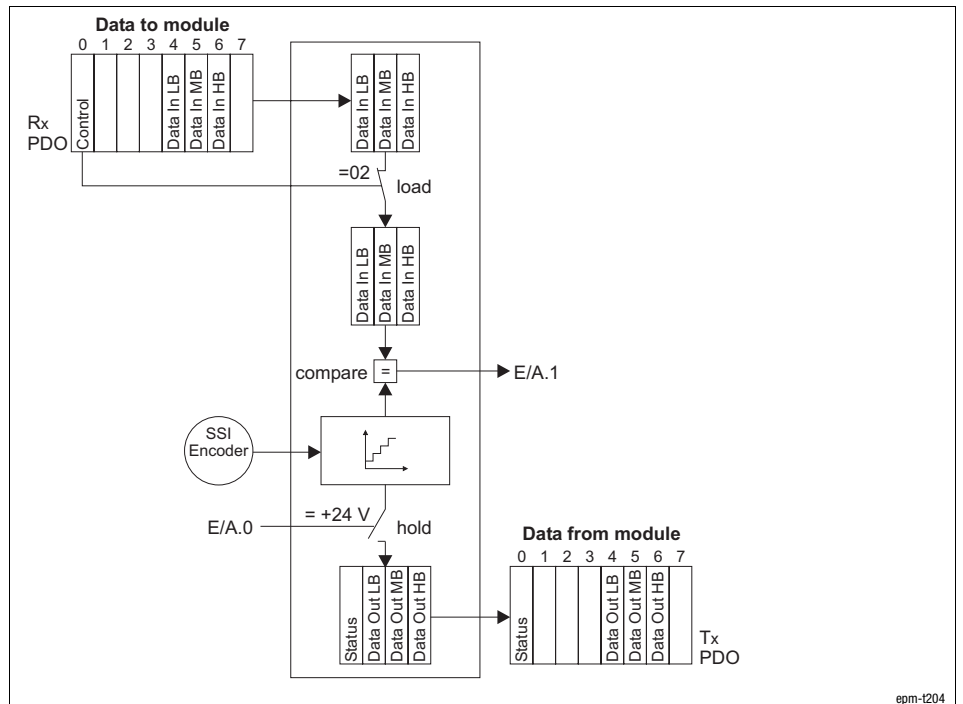 Data to module
0 1 2 3 4 5 6 7
Rx
PDO
Control
Data In LB
Data In MB
Data In HB
Data In LB
Data In MB
Data In HB
=02
load
Data In LB
Data In MB
Data In HB
compare
=
E/A.1
SSI
Encoder
E/A.0
= +24 V
hold
Status
Data Out LB
Data Out MB
Data Out HB
Data from module
0 1 2 3 4 5 6 7
Status
Data Out LB
Data Out MB
Data Out HB
Tx
PDO
epm-t204